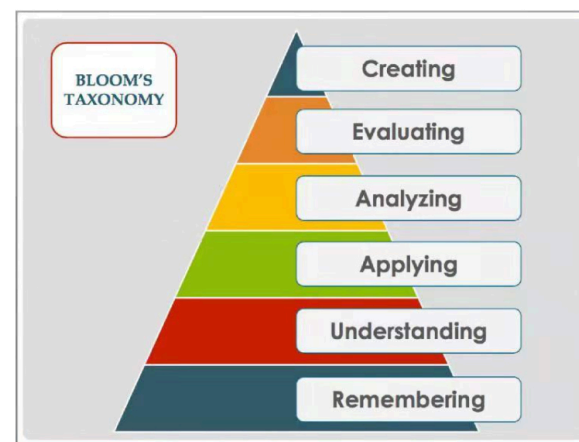 BLOOM'S
TAXONOMY
Creating
Evaluating
Analyzing
Applying
Understanding
Remembering